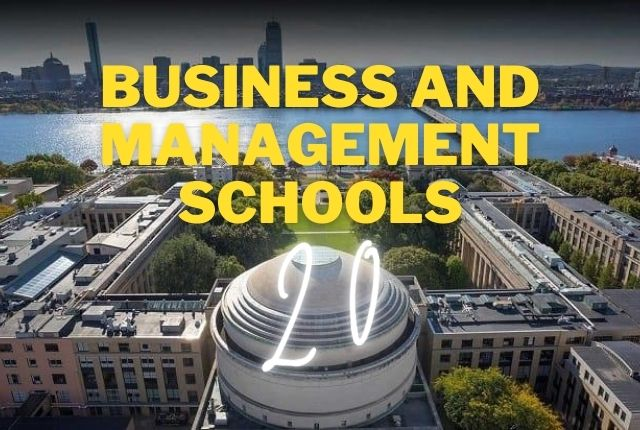 BUSINESS AND
MANAGEMENT
SCHOOLS
20